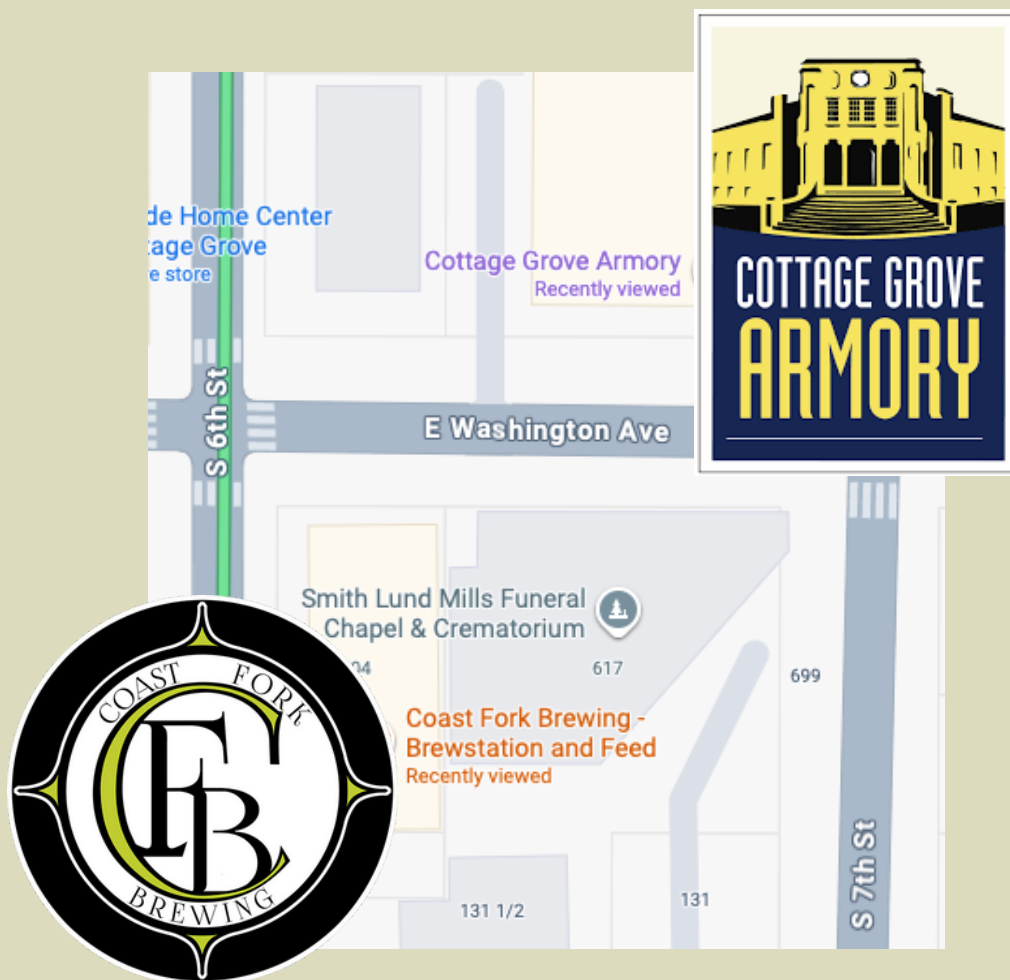 de Home Center
tage Grove
e store
Cottage Grove Armory
Recently viewed
COTTAGE GROVE
ARMORY
S 6th St
E Washington Ave
Smith Lund Mills Funeral
Chapel & Crematorium
04
617
699
Coast Fork Brewing -
Brewstation and Feed
Recently viewed
COAST FORK
CFB
BREWING
131 1/2
131
S 7th St